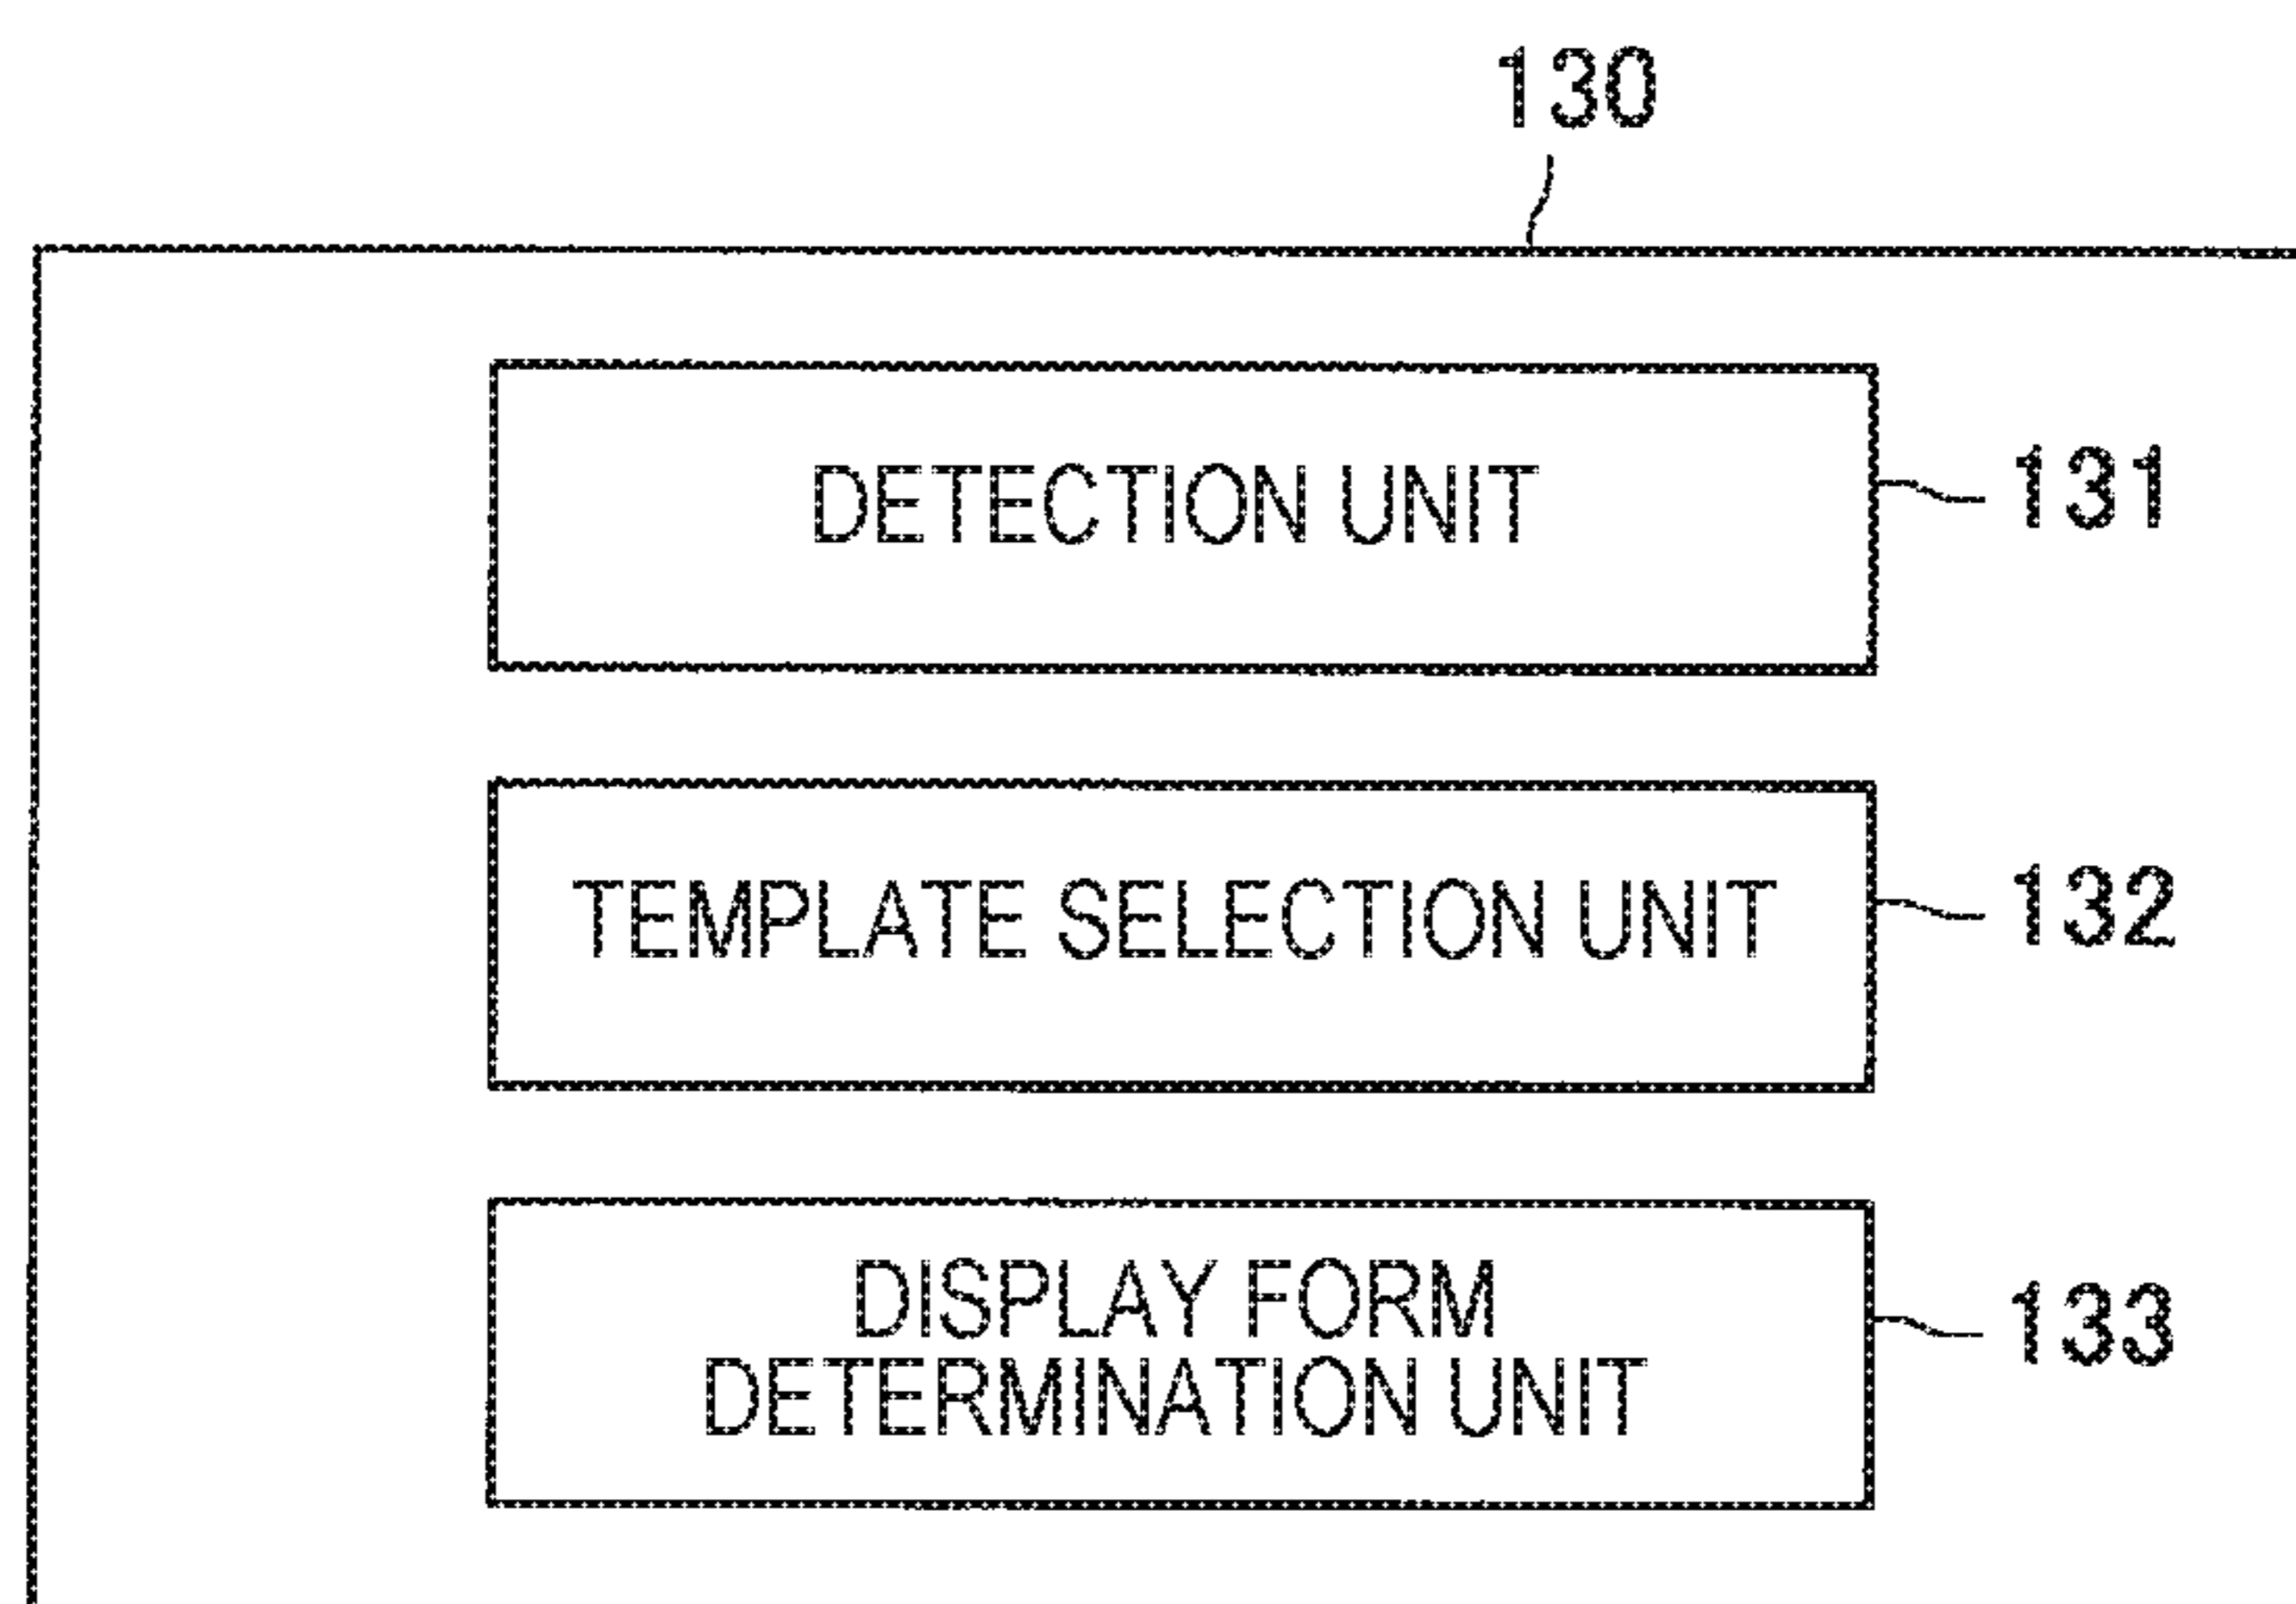 130
DETECTION UNIT
131
TEMPLATE SELECTION UNIT
132
DISPLAY FORM
DETERMINATION UNIT
133